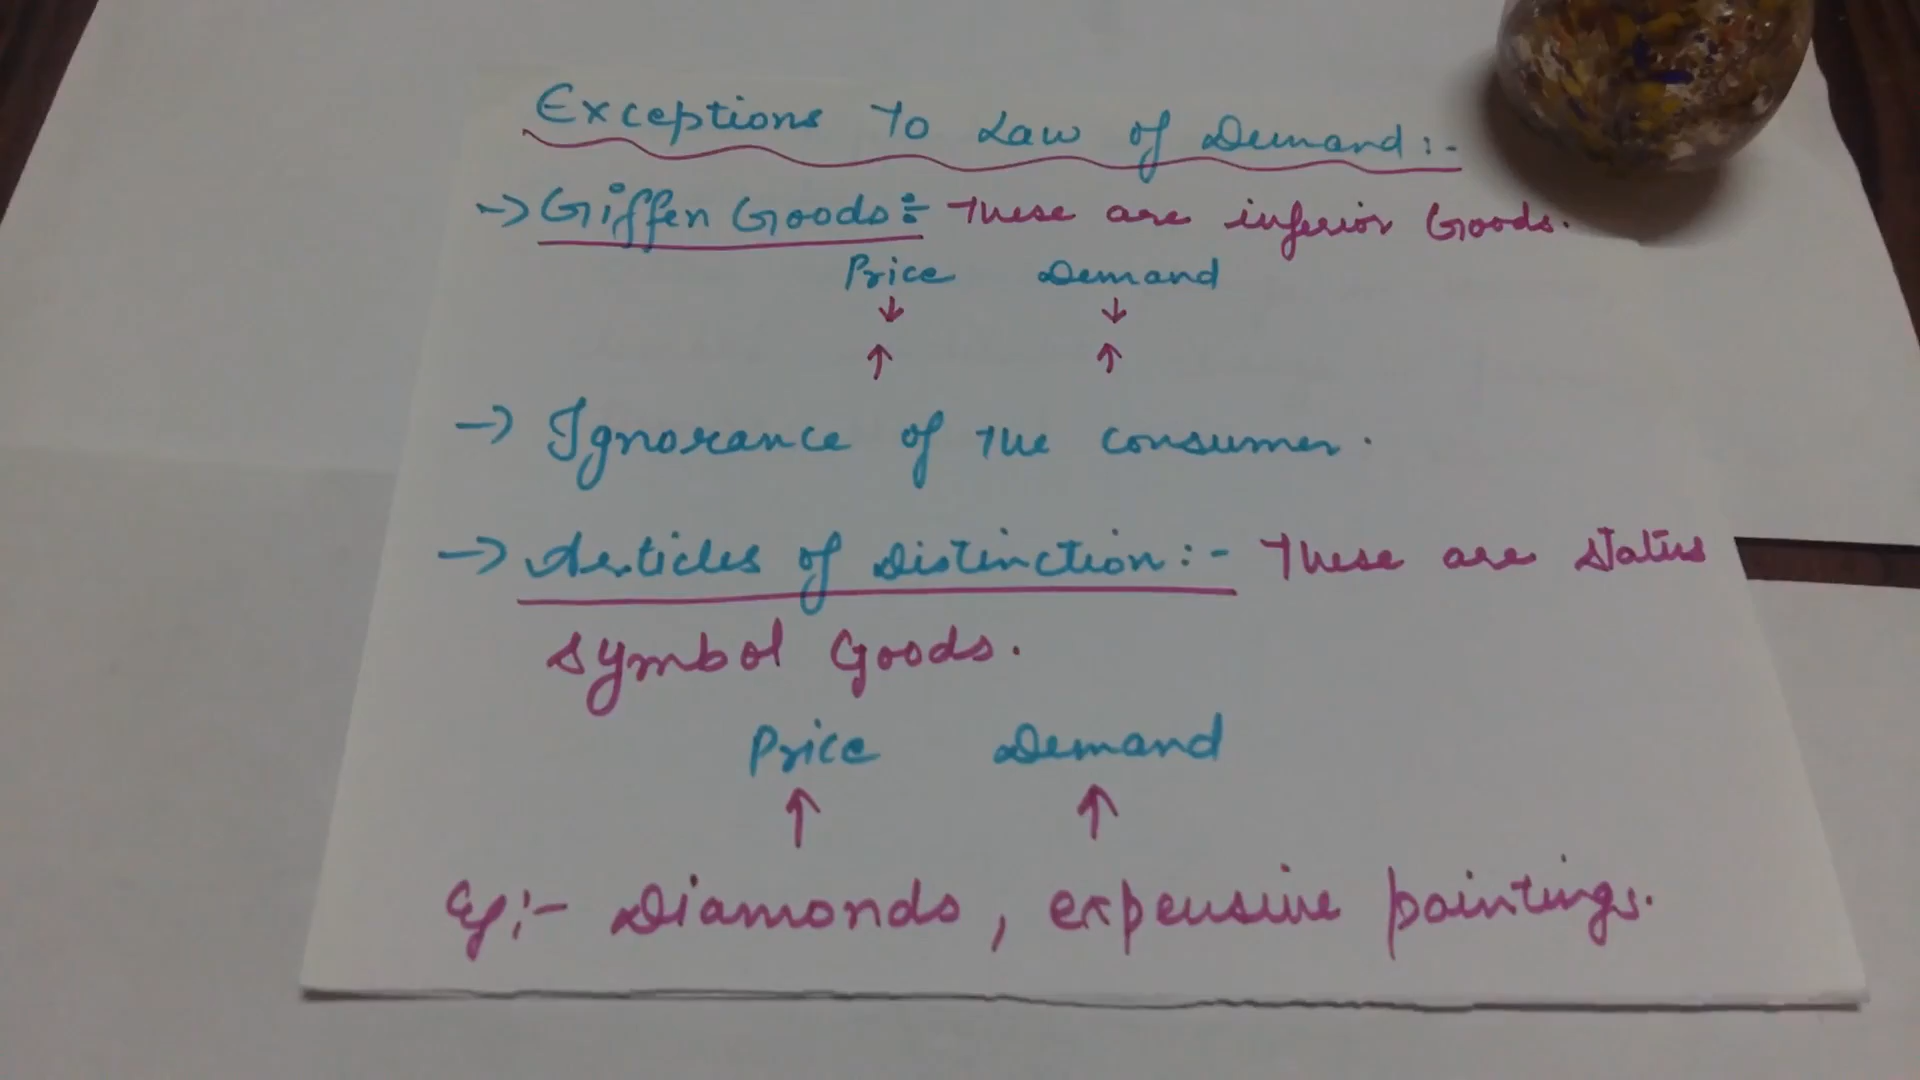 Exceptions To Law of Demand:-
→ Giffen Goods:- These are inferior Goods.
Price Demand
↓ ↓
↑ ↑
→ Ignorance of the consumer.
→ Articles of Distinction:- These are status
symbol Goods.
Price Demand
↑ ↑
Eg:- Diamonds, expensive paintings.